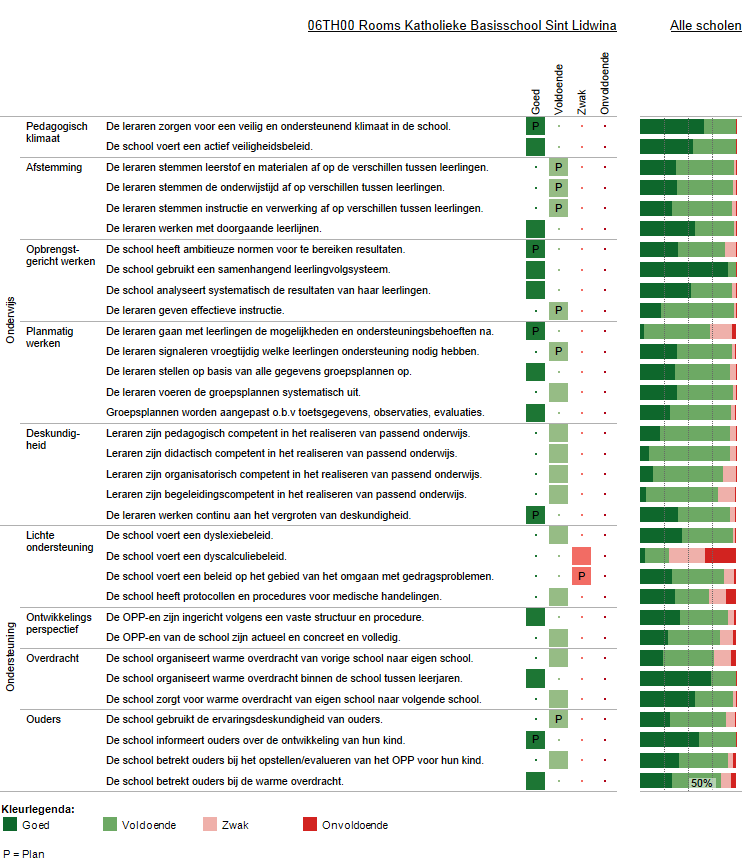 06TH00 Rooms Katholieke Basisschool Sint Lidwina
Alle scholen
Goed
Voldoende
Zwak
Onvoldoende
Onderwijs
Pedagogisch klimaat
De leraren zorgen voor een veilig en ondersteunend klimaat in de school. P
De school voert een actief veiligheidsbeleid.
Afstemming
De leraren stemmen leerstof en materialen af op de verschillen tussen leerlingen. P
De leraren stemmen de onderwijstijd af op verschillen tussen leerlingen. P
De leraren stemmen instructie en verwerking af op verschillen tussen leerlingen. P
De leraren werken met doorgaande leerlijnen.
Opbrengst-
gericht werken
De school heeft ambitieuze normen voor te bereiken resultaten. P
De school gebruikt een samenhangend leerlingvolgsysteem.
De school analyseert systematisch de resultaten van haar leerlingen.
De leraren geven effectieve instructie. P
Planmatig
werken
De leraren gaan met leerlingen de mogelijkheden en ondersteuningsbehoeften na. P
De leraren signaleren vroegtijdig welke leerlingen ondersteuning nodig hebben. P
De leraren stellen op basis van alle gegevens groepsplannen op.
De leraren voeren de groepsplannen systematisch uit.
Groepsplannen worden aangepast o.b.v toetsgegevens, observaties, evaluaties.
Deskundig-
heid
Leraren zijn pedagogisch competent in het realiseren van passend onderwijs.
Leraren zijn didactisch competent in het realiseren van passend onderwijs.
Leraren zijn organisatorisch competent in het realiseren van passend onderwijs.
Leraren zijn begeleidingscompetent in het realiseren van passend onderwijs.
De leraren werken continu aan het vergroten van deskundigheid. P
Ondersteuning
Lichte
ondersteuning
De school voert een dyslexiebeleid.
De school voert een dyscalculiebeleid.
De school voert een beleid op het gebied van het omgaan met gedragsproblemen. P
De school heeft protocollen en procedures voor medische handelingen.
Ontwikkelings
perspectief
De OPP-en zijn ingericht volgens een vaste structuur en procedure.
De OPP-en van de school zijn actueel en concreet en volledig.
Overdracht
De school organiseert warme overdracht van vorige school naar eigen school.
De school organiseert warme overdracht binnen de school tussen leerjaren.
De school zorgt voor warme overdracht van eigen school naar volgende school.
Ouders
De school gebruikt de ervaringsdeskundigheid van ouders. P
De school informeert ouders over de ontwikkeling van hun kind. P
De school betrekt ouders bij het opstellen/evalueren van het OPP voor hun kind.
De school betrekt ouders bij de warme overdracht.
50%
Kleurlegenda:
Goed Voldoende Zwak Onvoldoende
P = Plan